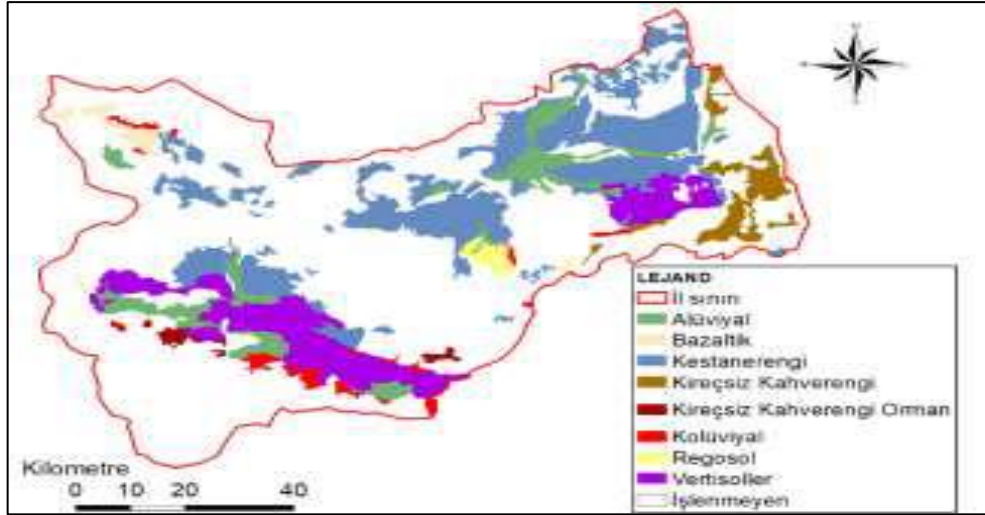 LEJAND
İl sınırı
Alüviyal
Bazaltik
Kestanerengi
Kireçsiz Kahverengi
Kireçsiz Kahverengi Orman
Kolüviyal
Regosol
Vertisoller
İşlenmeyen
Kilometre
0 10 20 40